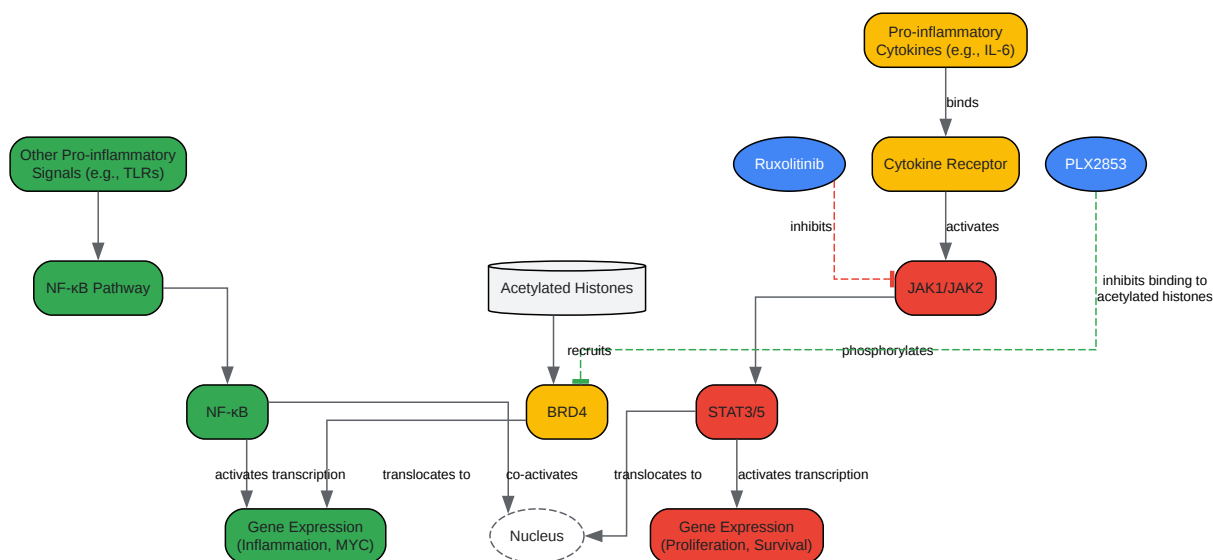 Pro-inflammatory
Cytokines (e.g., IL-6)
binds
Other Pro-inflammatory
Signals (e.g., TLRs)
Ruxolitinib
Cytokine Receptor
PLX2853
inhibits
activates
NF-κB Pathway
Acetylated Histones
JAK1/JAK2
inhibits binding to
acetylated histones
recruits
phosphorylates
NF-κB
BRD4
STAT3/5
activates transcription
translocates to
co-activates
translocates to
activates transcription
Gene Expression
(Inflammation, MYC)
Nucleus
Gene Expression
(Proliferation, Survival)